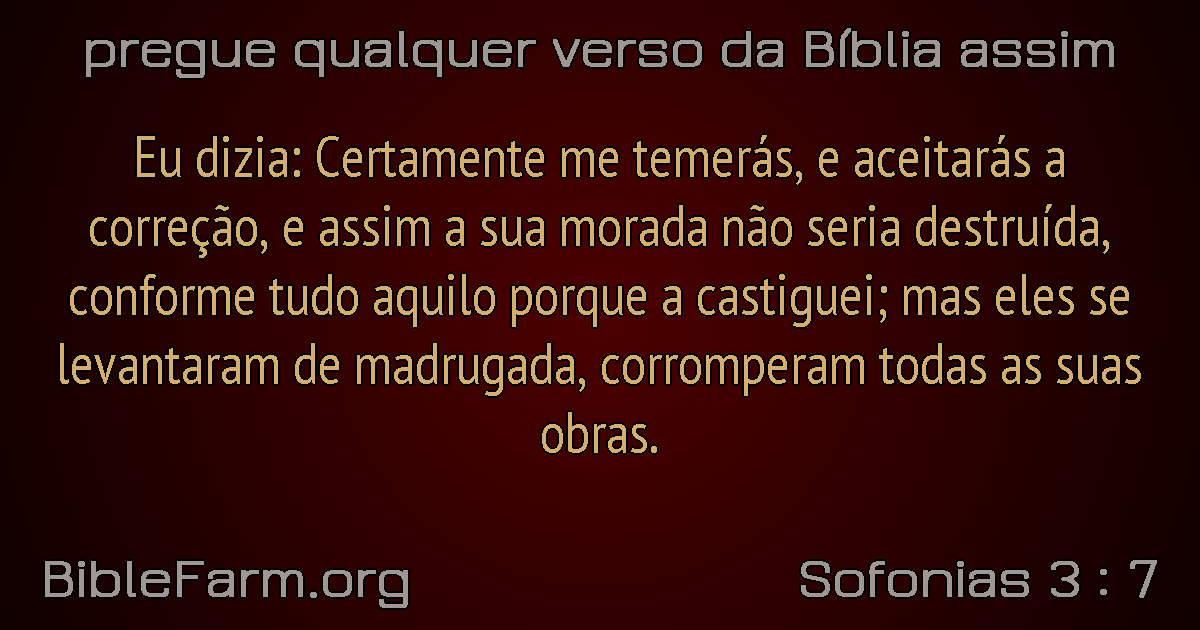 pregue qualquer verso da Bíblia assim
Eu dizia: Certamente me temerás, e aceitarás a
correção, e assim a sua morada não seria destruída,
conforme tudo aquilo porque a castiguei; mas eles se
levantaram de madrugada, corromperam todas as suas
obras.
BibleFarm.org
Sofonias 3 : 7